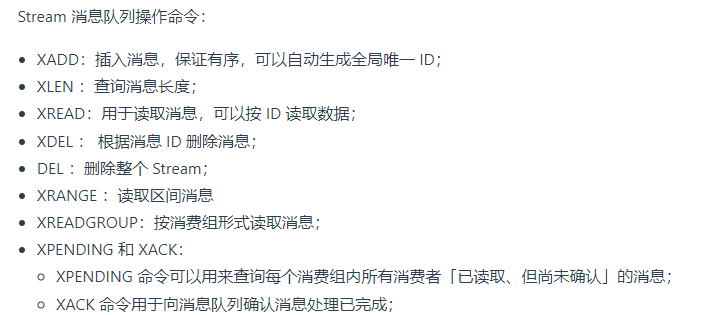 Stream 消息队列操作命令：
XADD：插入消息，保证有序，可以自动生成全局唯一 ID；
XLEN ：查询消息长度；
XREAD：用于读取消息，可以按 ID 读取数据；
XDEL ： 根据消息 ID 删除消息；
DEL ：删除整个 Stream；
XRANGE ：读取区间消息
XREADGROUP：按消费组形式读取消息；
XPENDING 和 XACK：
XPENDING 命令可以用来查询每个消费组内所有消费者「已读取、但尚未确认」的消息；
XACK 命令用于向消息队列确认消息处理已完成；